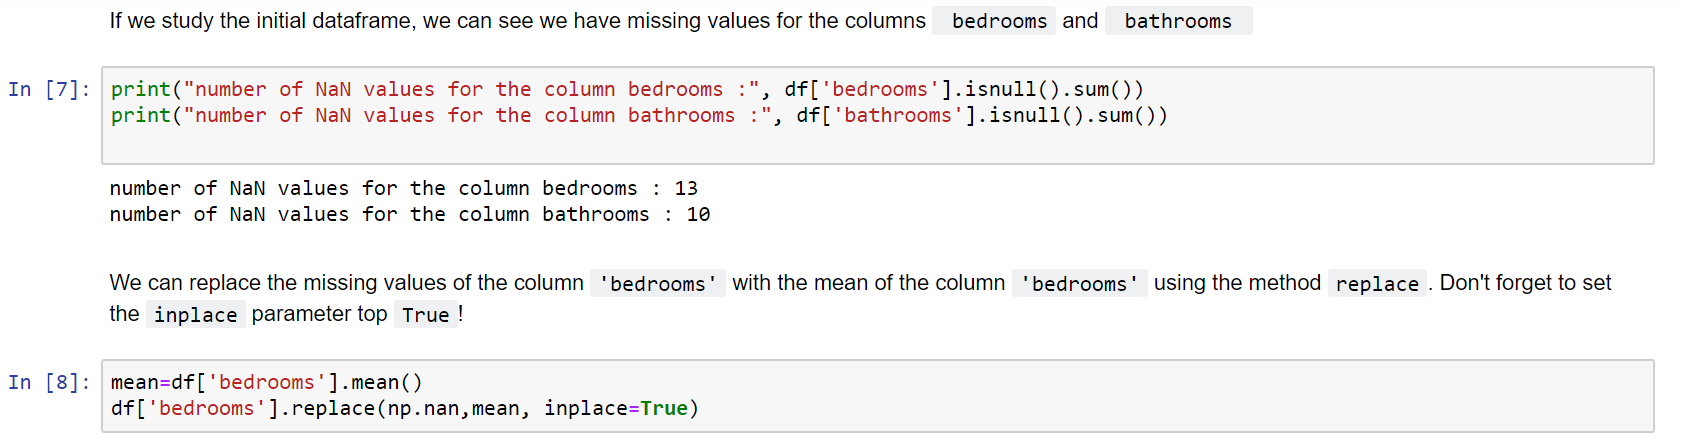 If we study the initial dataframe, we can see we have missing values for the columns bedrooms and bathrooms
In [7]: print("number of NaN values for the column bedrooms :", df['bedrooms'].isnull().sum())
print("number of NaN values for the column bathrooms :", df['bathrooms'].isnull().sum())
number of NaN values for the column bedrooms : 13
number of NaN values for the column bathrooms : 10
We can replace the missing values of the column 'bedrooms' with the mean of the column 'bedrooms' using the method replace . Don't forget to set
the inplace parameter top True !
In [8]: mean=df['bedrooms'].mean()
df['bedrooms'].replace(np.nan,mean, inplace=True)